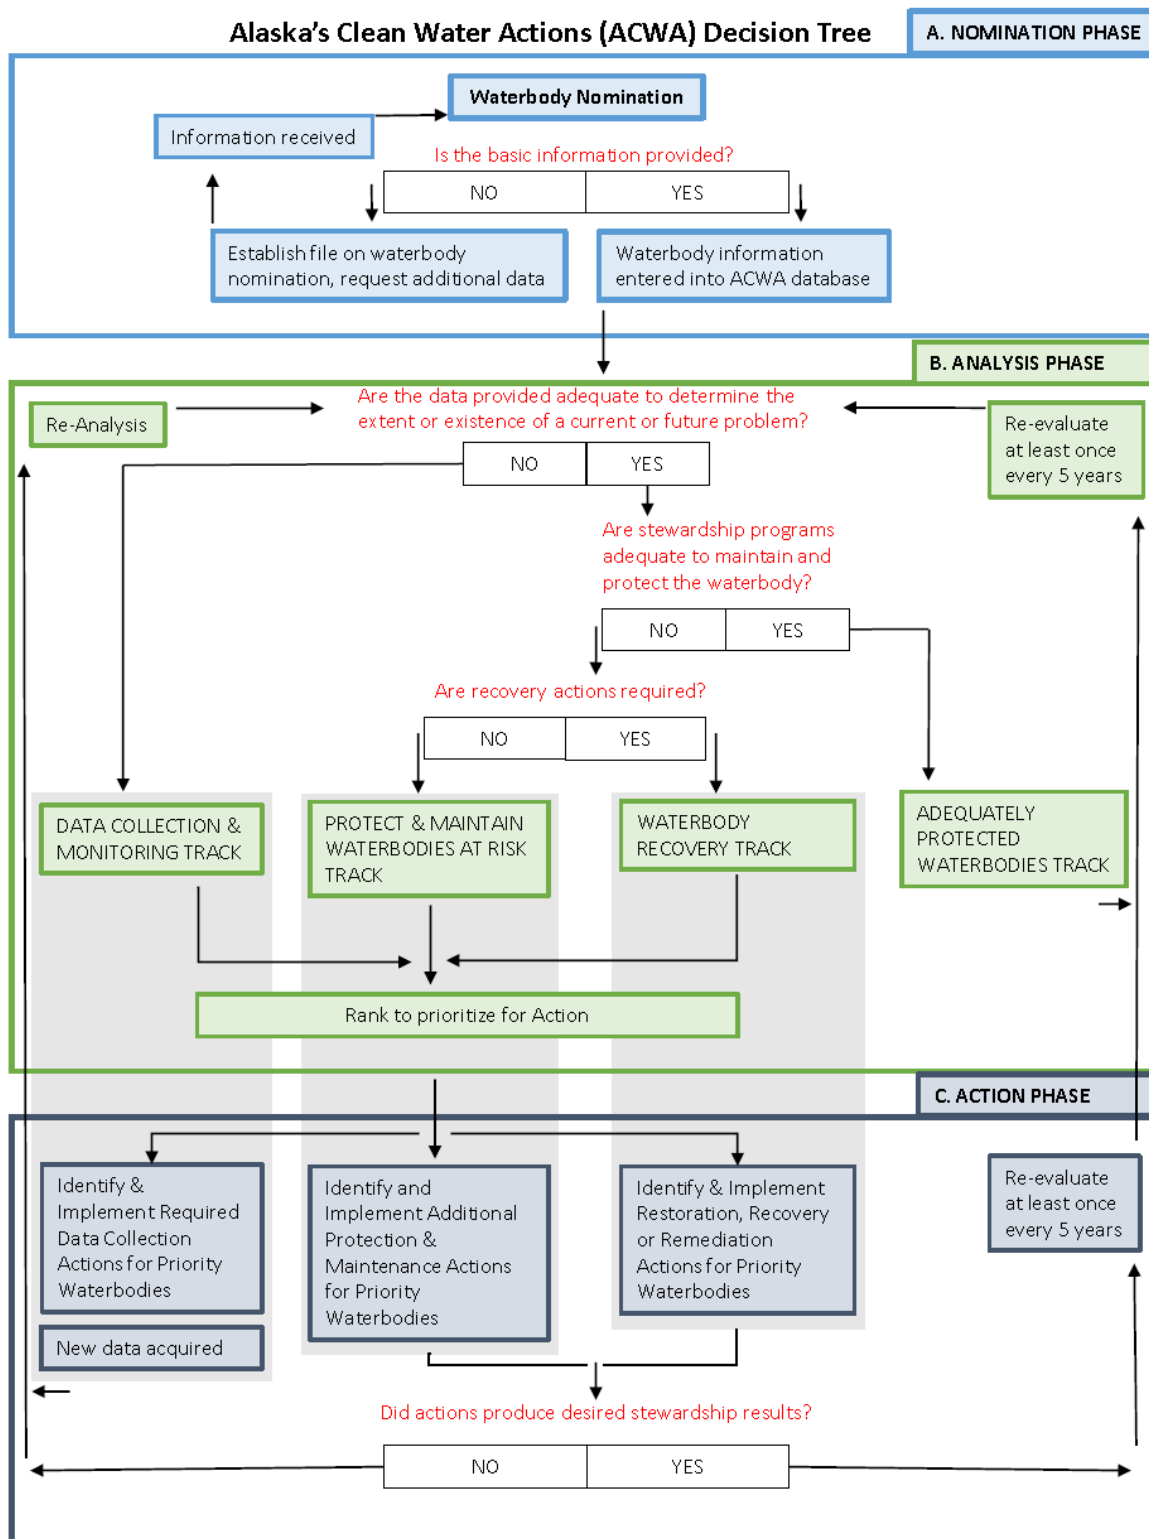 Alaska's Clean Water Actions (ACWA) Decision Tree
A. NOMINATION PHASE
Waterbody Nomination
Information received
Is the basic information provided?
NO
YES
Establish file on waterbody
nomination, request additional data
Waterbody information
entered into ACWA database
B. ANALYSIS PHASE
Are the data provided adequate to determine the
extent or existence of a current or future problem?
Re-Analysis
Re-evaluate
at least once
every 5 years
NO
YES
Are stewardship programs
adequate to maintain and
protect the waterbody?
NO
YES
Are recovery actions required?
NO
YES
DATA COLLECTION &
MONITORING TRACK
PROTECT & MAINTAIN
WATERBODIES AT RISK
TRACK
WATERBODY
RECOVERY TRACK
ADEQUATELY
PROTECTED
WATERBODIES TRACK
Rank to prioritize for Action
C. ACTION PHASE
Identify &
Implement Required
Data Collection
Actions for Priority
Waterbodies
New data acquired
Identify and
Implement Additional
Protection &
Maintenance Actions
for Priority
Waterbodies
Identify & Implement
Restoration, Recovery
or Remediation
Actions for Priority
Waterbodies
Re-evaluate
at least once
every 5 years
Did actions produce desired stewardship results?
NO
YES